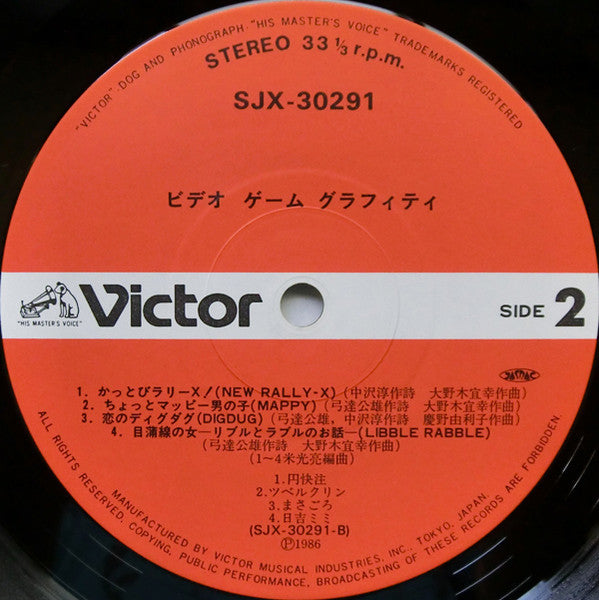 "VICTOR"-DOG AND PHONOGRAPH-"HIS MASTER'S VOICE" TRADEMARKS REGISTERED
STEREO 33 1/3 r.p.m.
SJX-30291
ビデオ ゲーム グラフィティ
"HIS MASTER'S VOICE"
Victor
SIDE 2
JASRAC
1. かっとびラリーX！(NEW RALLY-X) (中沢淳作詩 大野木宜幸作曲)
2. ちょっとマッピー男の子(MAPPY) (弓達公雄作詩 大野木宜幸作曲)
3. 恋のディグダグ(DIGDUG) (弓達公雄, 中沢淳作詩 慶野由利子作曲)
4. 目蒲線の女―リブルとラブルのお話―(LIBBLE RABBLE)
(弓達公雄作詩 大野木宜幸作曲)
(1〜4米光亮編曲)
1. 円快注
2. ツベルクリン
3. まさごろ
4. 日吉ミミ
(SJX-30291-B)
Ⓟ1986
ALL RIGHTS RESERVED. COPYING, PUBLIC PERFORMANCE, BROADCASTING OF THESE RECORDS ARE FORBIDDEN.
MANUFACTURED BY VICTOR MUSICAL INDUSTRIES, INC., TOKYO, JAPAN.